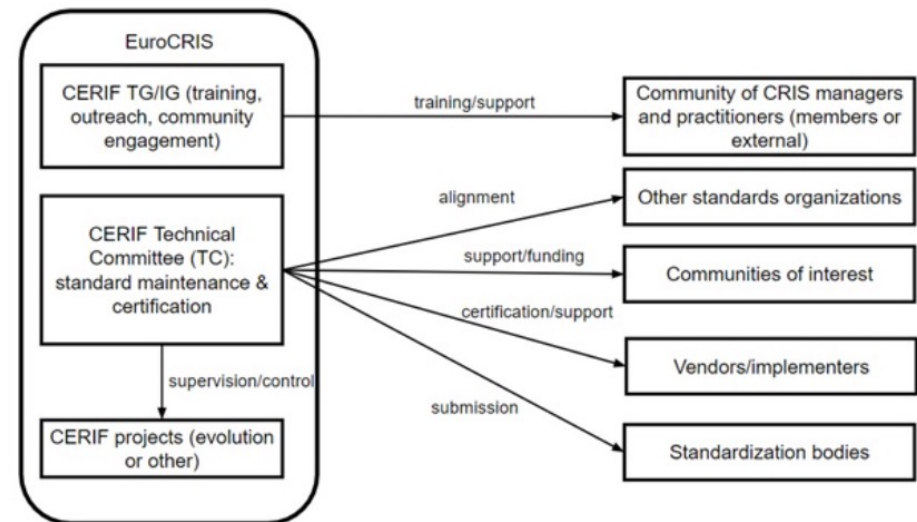 EuroCRIS
CERIF TG/IG (training,
outreach, community
engagement)
training/support
Community of CRIS managers
and practitioners (members or
external)
alignment
Other standards organizations
CERIF Technical
Committee (TC):
standard maintenance &
certification
support/funding
Communities of interest
certification/support
Vendors/implementers
supervision/control
submission
CERIF projects (evolution
or other)
Standardization bodies